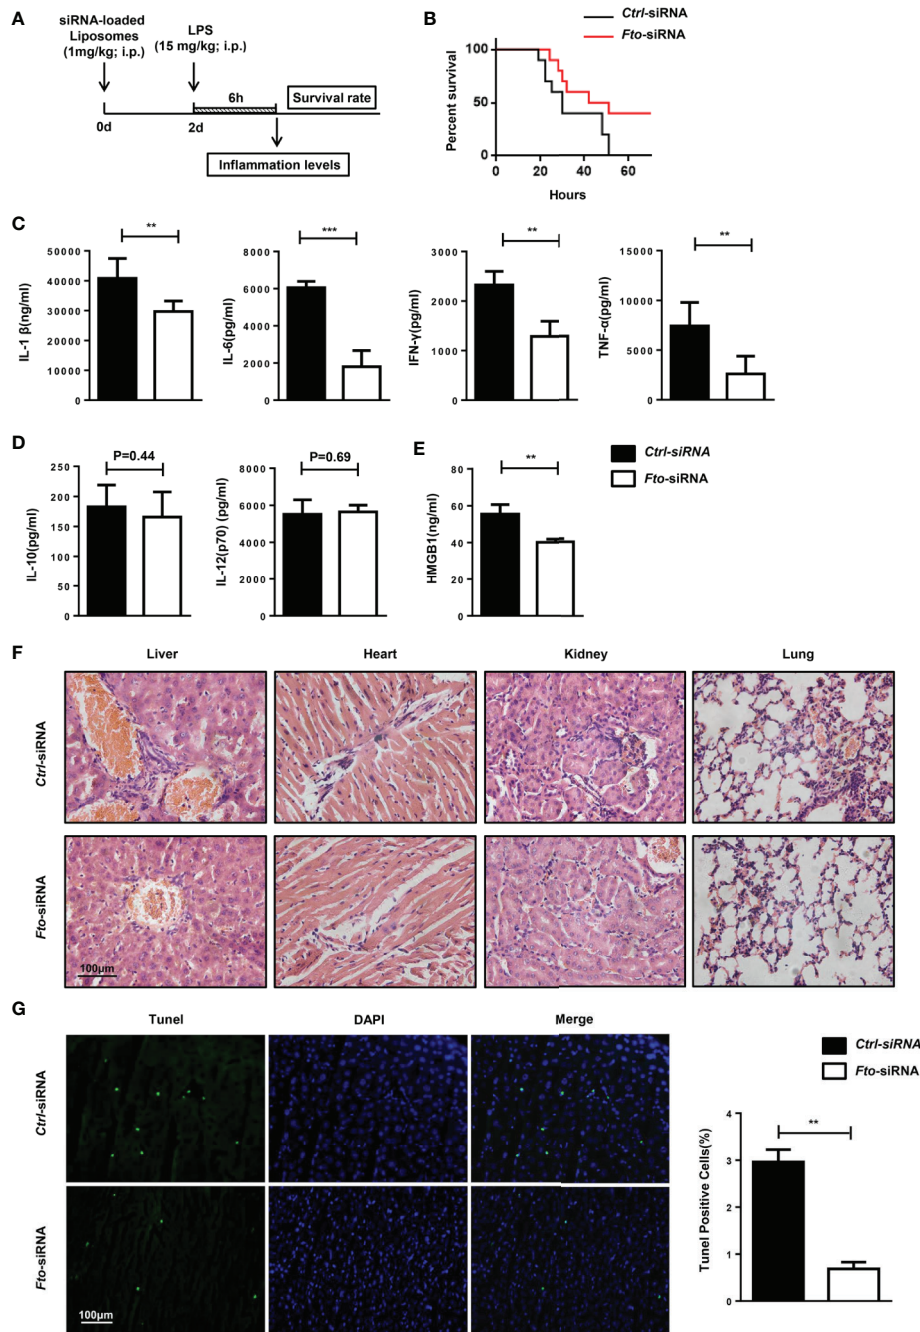 A
siRNA-loaded
Liposomes
(1mg/kg; i.p.)
LPS
(15 mg/kg; i.p.)
6h
Survival rate
0d
2d
Inflammation levels
B
Ctrl-siRNA
Fto-siRNA
Percent survival
100
50
0
0 20 40 60
Hours
C
IL-1 β(ng/ml)
50000
40000
30000
20000
10000
0
**
IL-6(pg/ml)
8000
6000
4000
2000
0
***
IFN-γ(pg/ml)
3000
2000
1000
0
**
TNF-α(pg/ml)
15000
10000
5000
0
**
D
IL-10(pg/ml)
250
200
150
100
50
0
P=0.44
IL-12(p70) (pg/ml)
8000
6000
4000
2000
0
P=0.69
E
HMGB1(ng/ml)
80
60
40
20
0
**
Ctrl-siRNA
Fto-siRNA
F
Liver Heart Kidney Lung
Ctrl-siRNA
Fto-siRNA
100μm
G
Tunel DAPI Merge
Ctrl-siRNA
Fto-siRNA
100μm
Ctrl-siRNA
Fto-siRNA
Tunel Positive Cells(%)
4
3
2
1
0
**